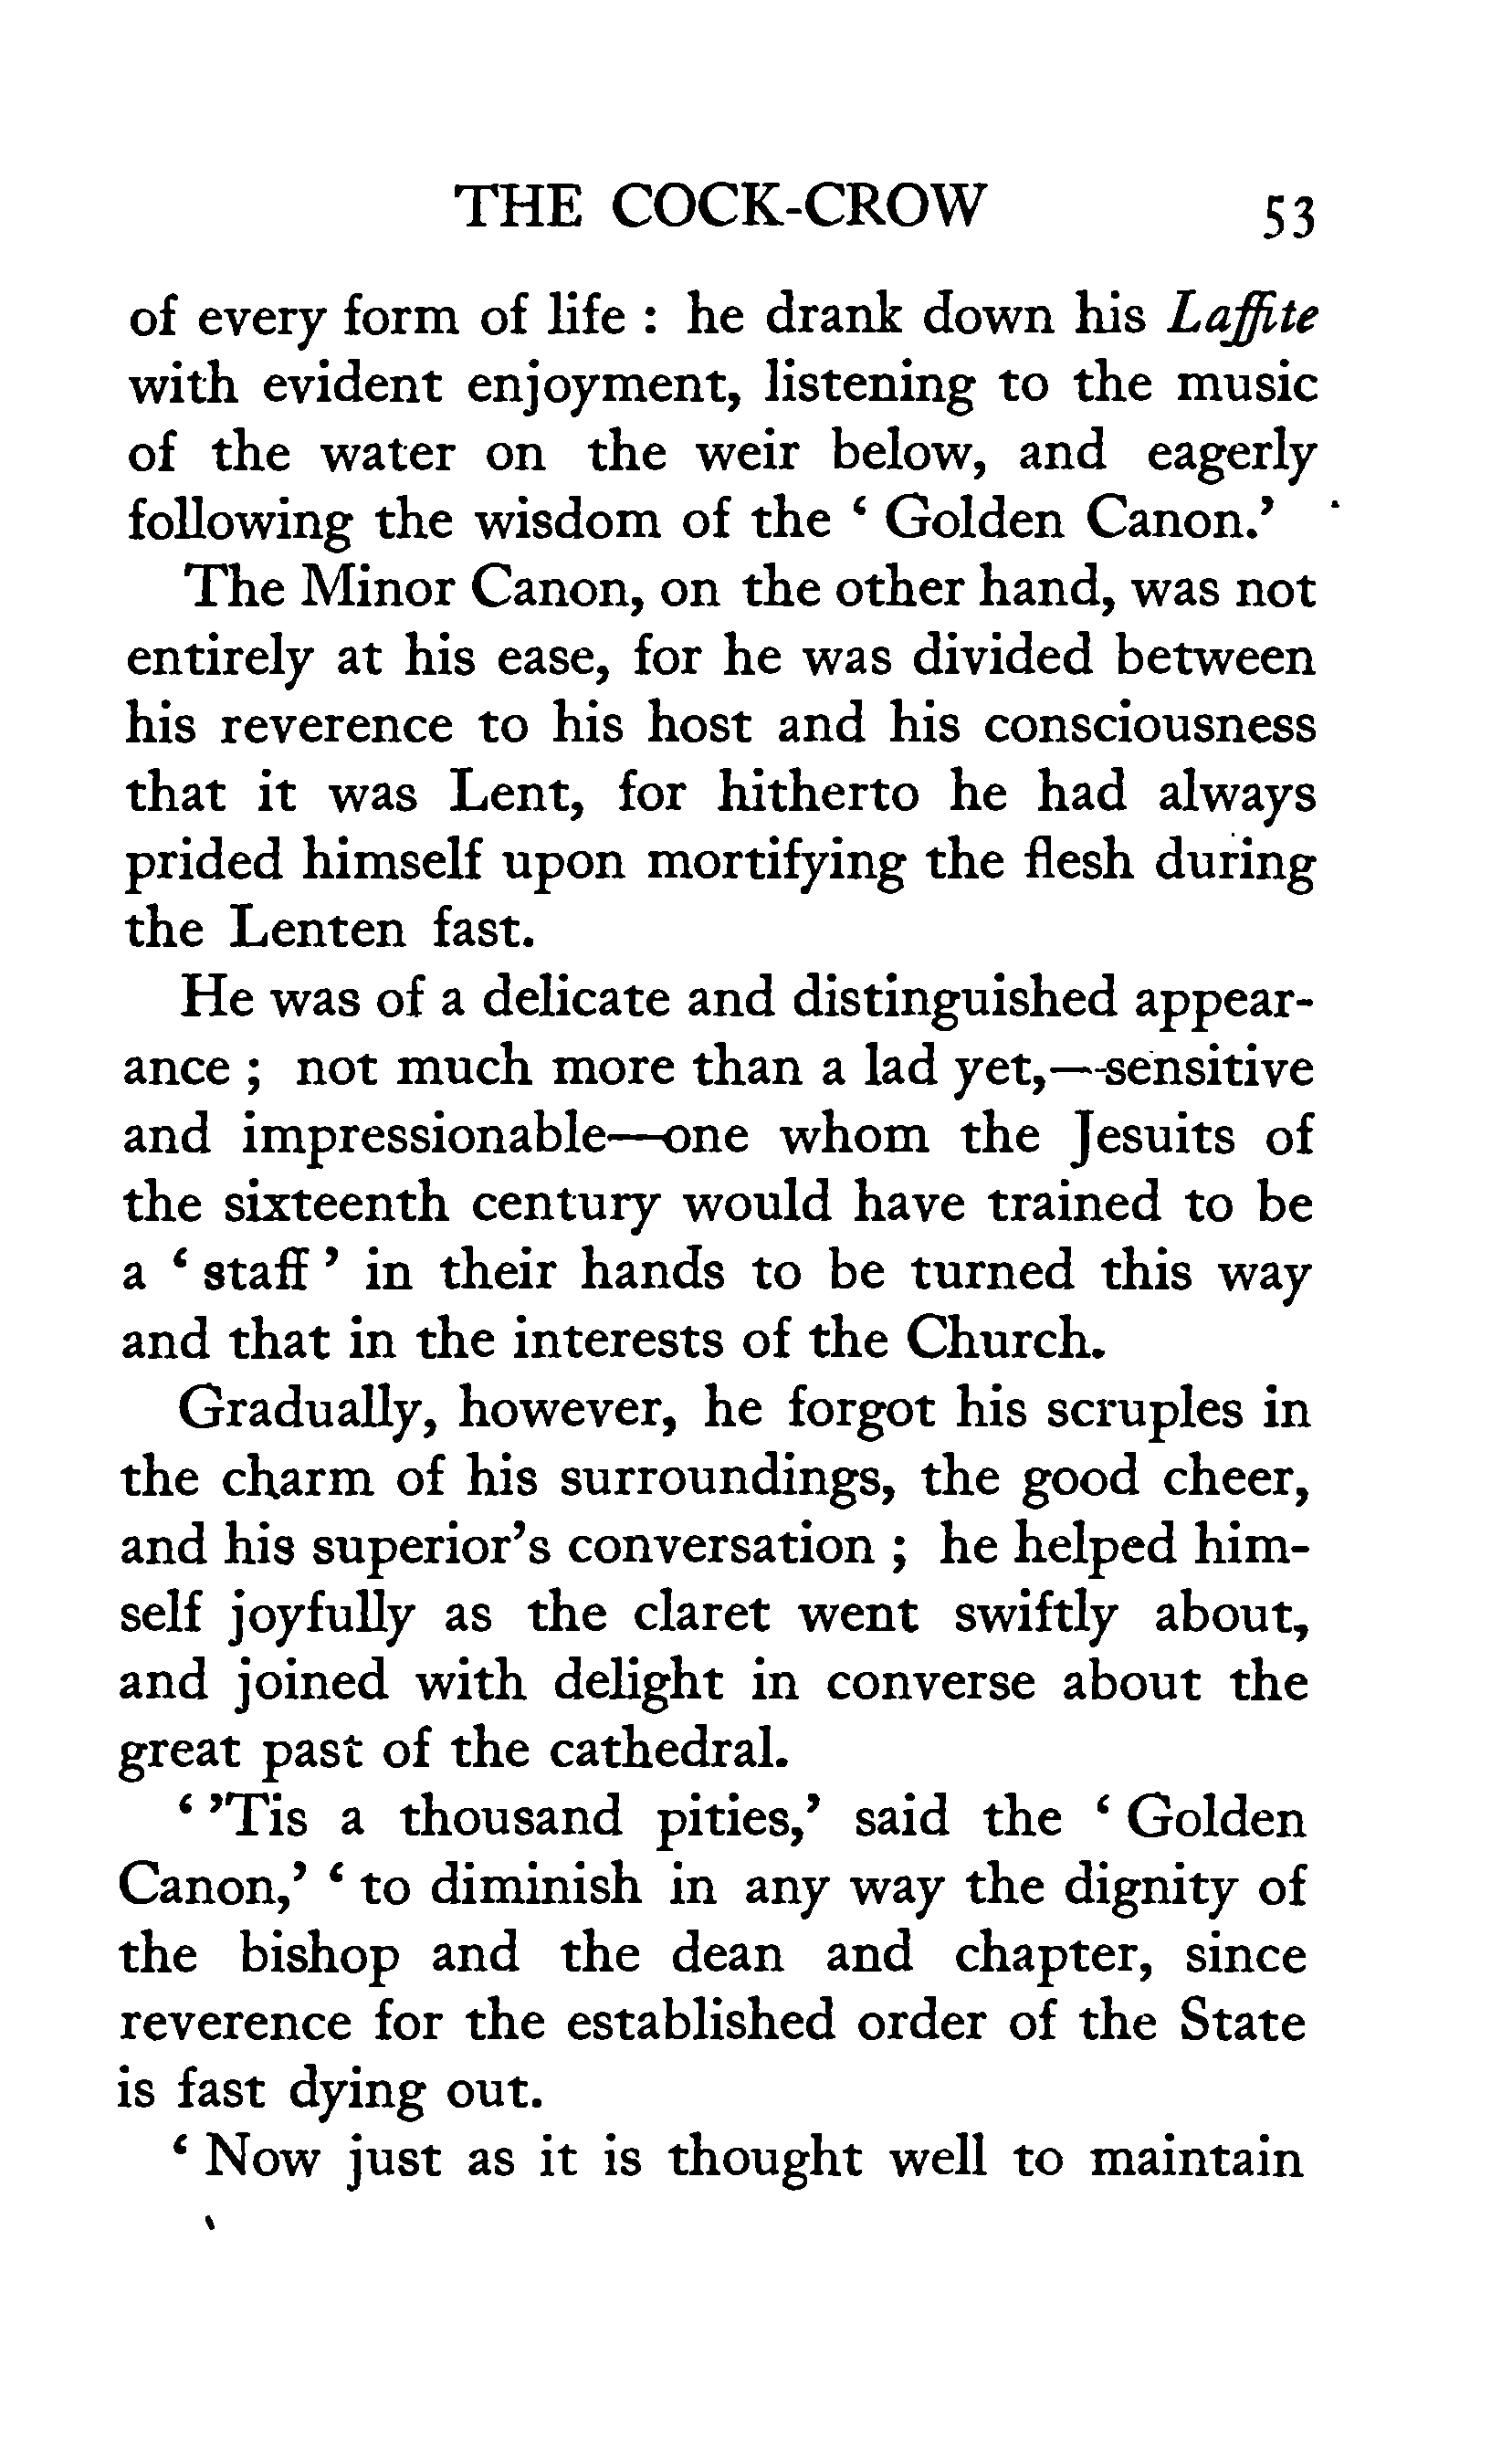 THE COCK-CROW 53
of every form of life : he drank down his Laffite
with evident enjoyment, listening to the music
of the water on the weir below, and eagerly
following the wisdom of the ‘ Golden Canon.’
The Minor Canon, on the other hand, was not
entirely at his ease, for he was divided between
his reverence to his host and his consciousness
that it was Lent, for hitherto he had always
prided himself upon mortifying the flesh during
the Lenten fast.
He was of a delicate and distinguished appear-
ance ; not much more than a lad yet,—sensitive
and impressionable—one whom the Jesuits of
the sixteenth century would have trained to be
a ‘ staff ’ in their hands to be turned this way
and that in the interests of the Church.
Gradually, however, he forgot his scruples in
the charm of his surroundings, the good cheer,
and his superior’s conversation ; he helped him-
self joyfully as the claret went swiftly about,
and joined with delight in converse about the
great past of the cathedral.
‘ ’Tis a thousand pities,’ said the ‘ Golden
Canon,’ ‘ to diminish in any way the dignity of
the bishop and the dean and chapter, since
reverence for the established order of the State
is fast dying out.
‘ Now just as it is thought well to maintain